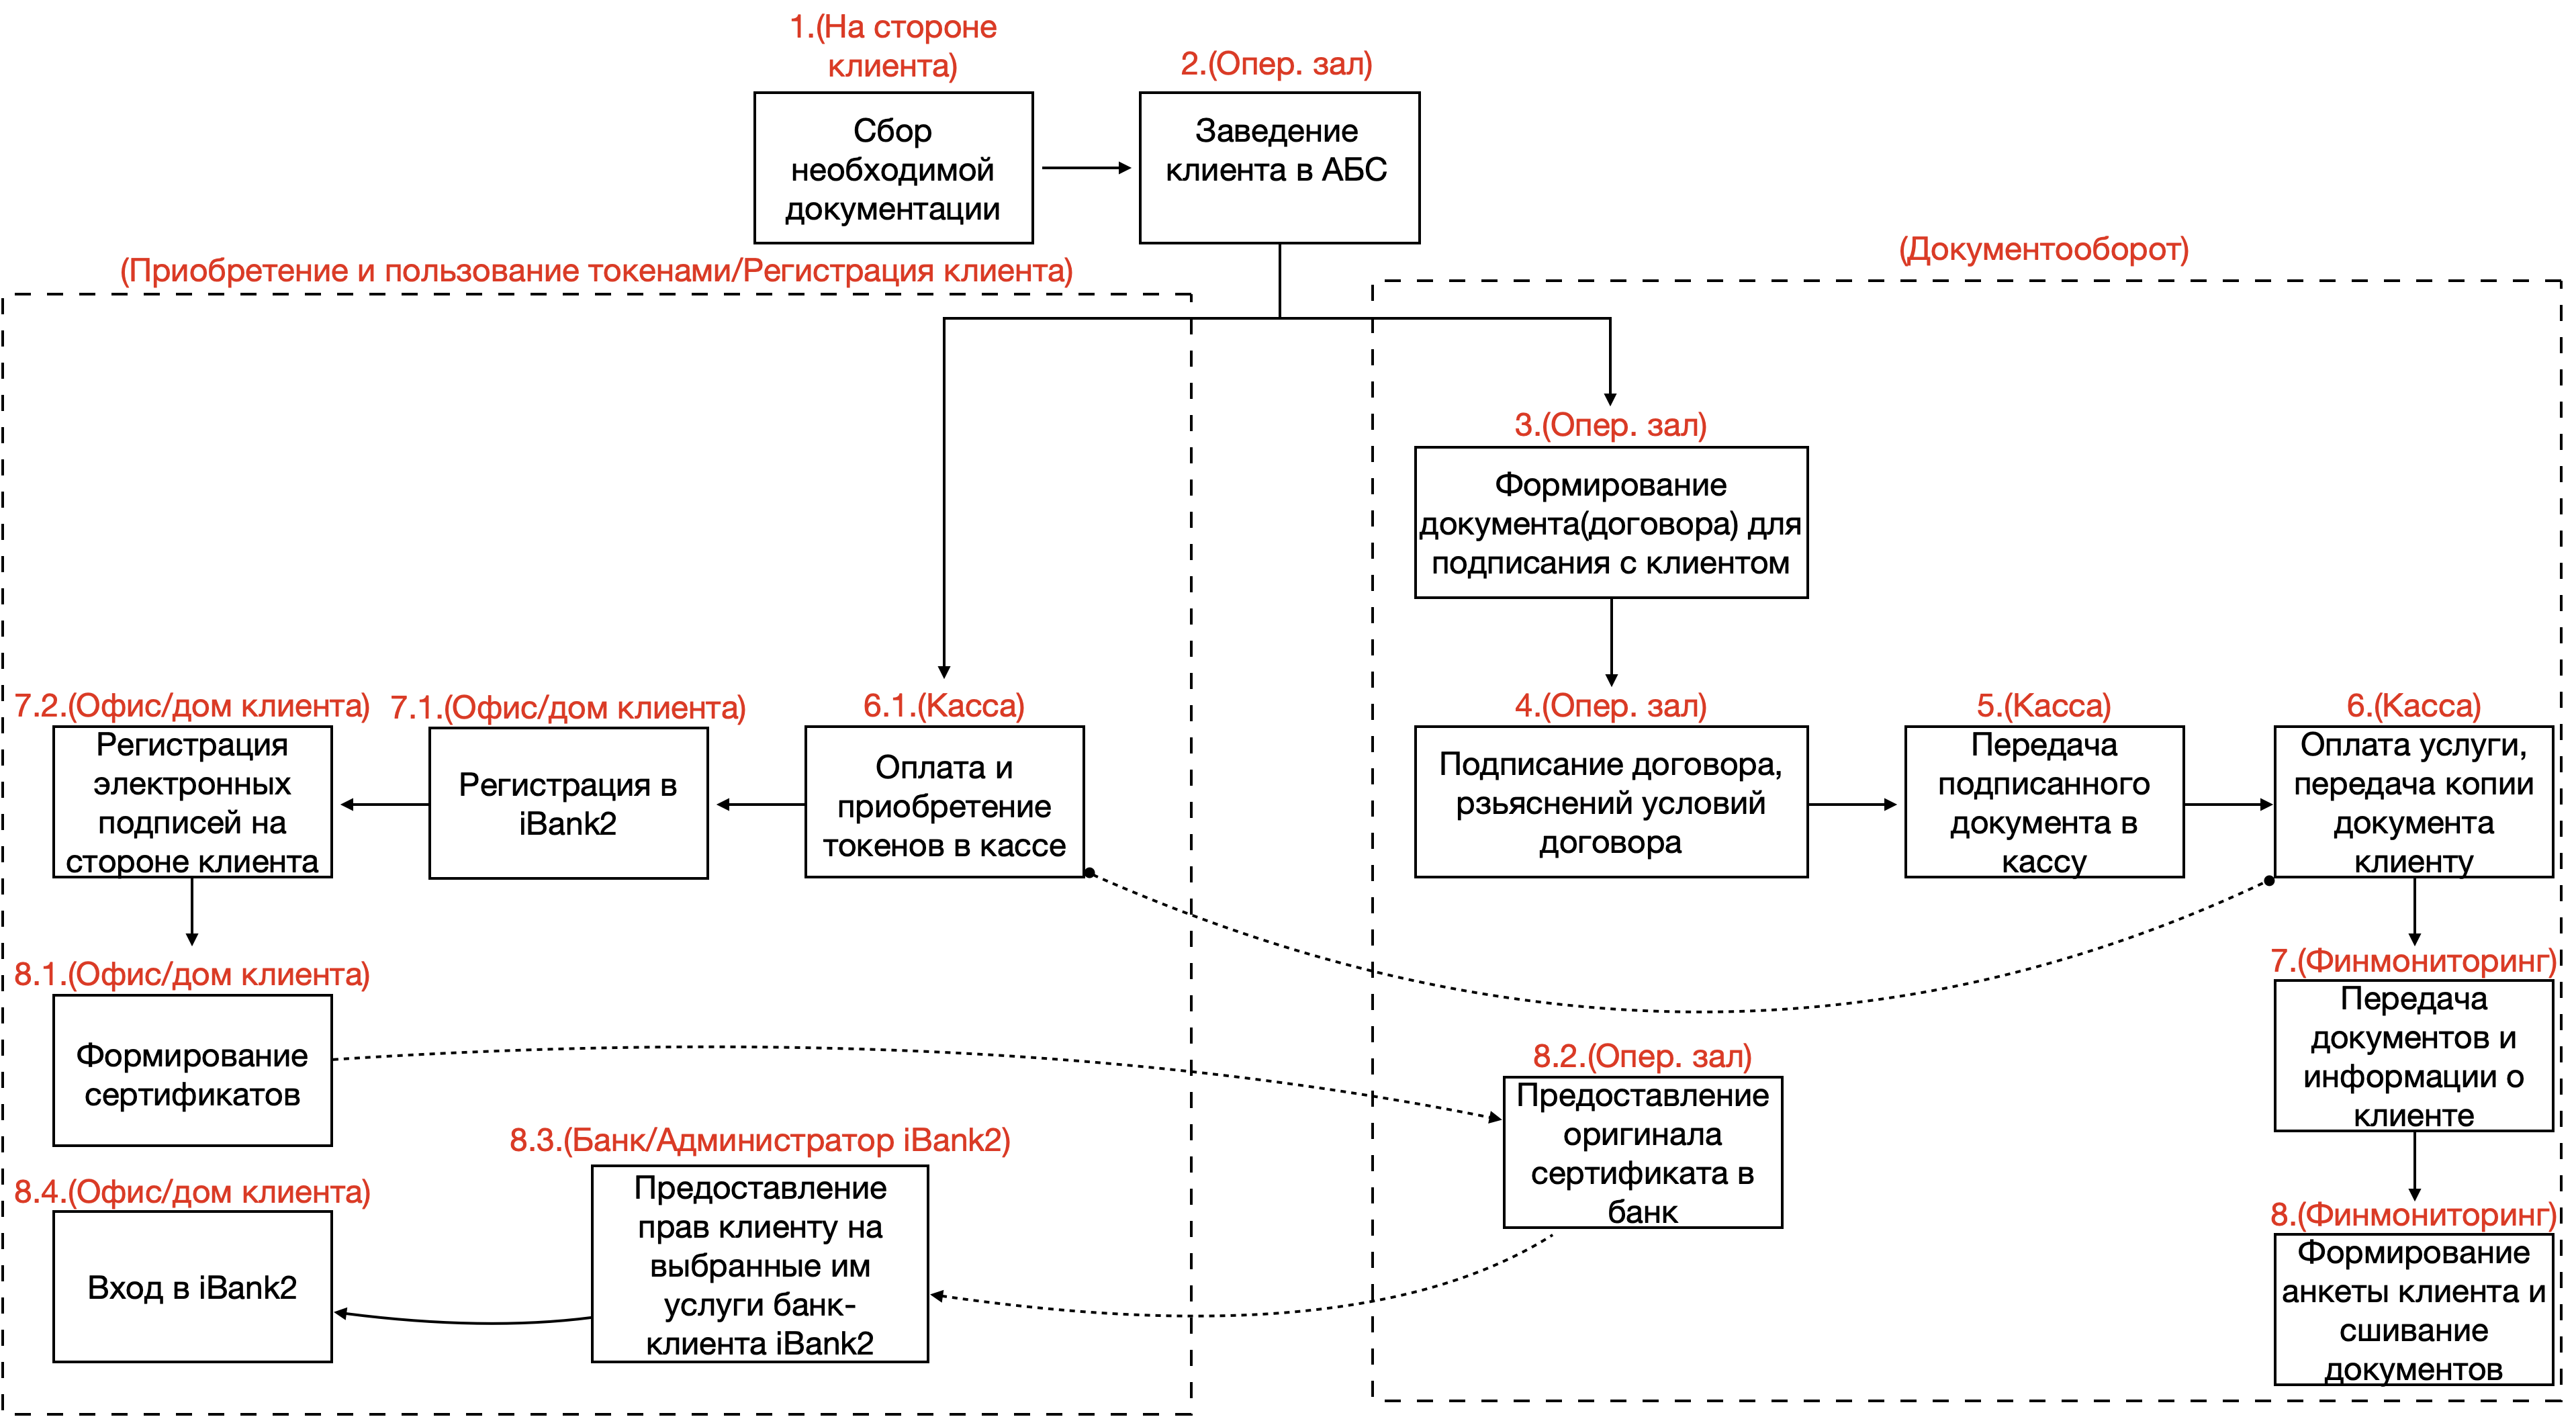 1.(На стороне
клиента)
Сбор
необходимой
документации
2.(Опер. зал)
Заведение
клиента в АБС
(Приобретение и пользование токенами/Регистрация клиента)
(Документооборот)
3.(Опер. зал)
Формирование
документа(договора) для
подписания с клиентом
7.2.(Офис/дом клиента)
Регистрация
электронных
подписей на
стороне клиента
7.1.(Офис/дом клиента)
Регистрация в
iBank2
6.1.(Касса)
Оплата и
приобретение
токенов в кассе
4.(Опер. зал)
Подписание договора,
рзьяснений условий
договора
5.(Касса)
Передача
подписанного
документа в
кассу
6.(Касса)
Оплата услуги,
передача копии
документа
клиенту
8.1.(Офис/дом клиента)
Формирование
сертификатов
8.2.(Опер. зал)
Предоставление
оригинала
сертификата в
банк
7.(Финмониторинг)
Передача
документов и
информации о
клиенте
8.4.(Офис/дом клиента)
Вход в iBank2
8.3.(Банк/Администратор iBank2)
Предоставление
прав клиенту на
выбранные им
услуги банк-
клиента iBank2
8.(Финмониторинг)
Формирование
анкеты клиента и
сшивание
документов